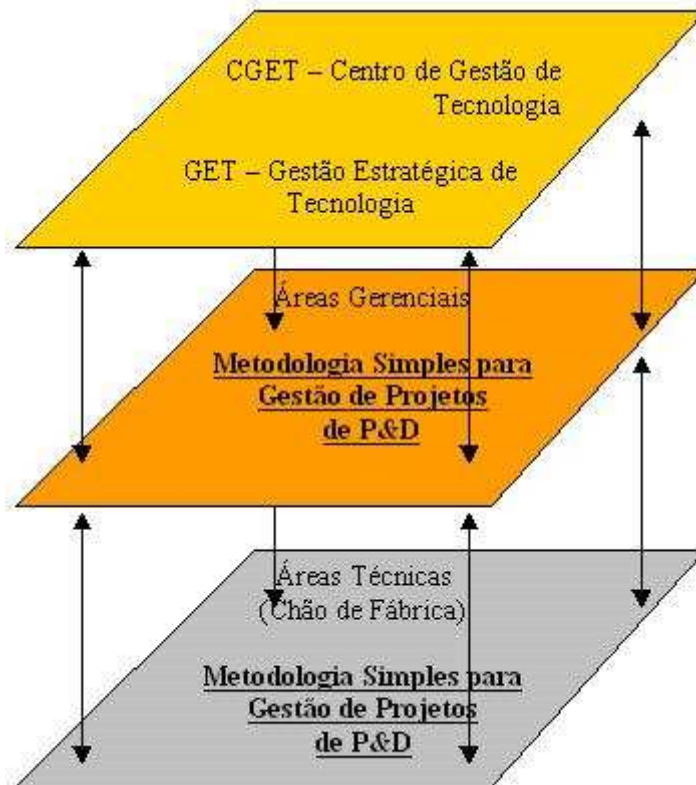 CGET – Centro de Gestão de
Tecnologia
GET – Gestão Estratégica de
Tecnologia
Áreas Gerenciais
Metodologia Simples para
Gestão de Projetos
de P&D
Áreas Técnicas
(Chão de Fábrica)
Metodologia Simples para
Gestão de Projetos
de P&D